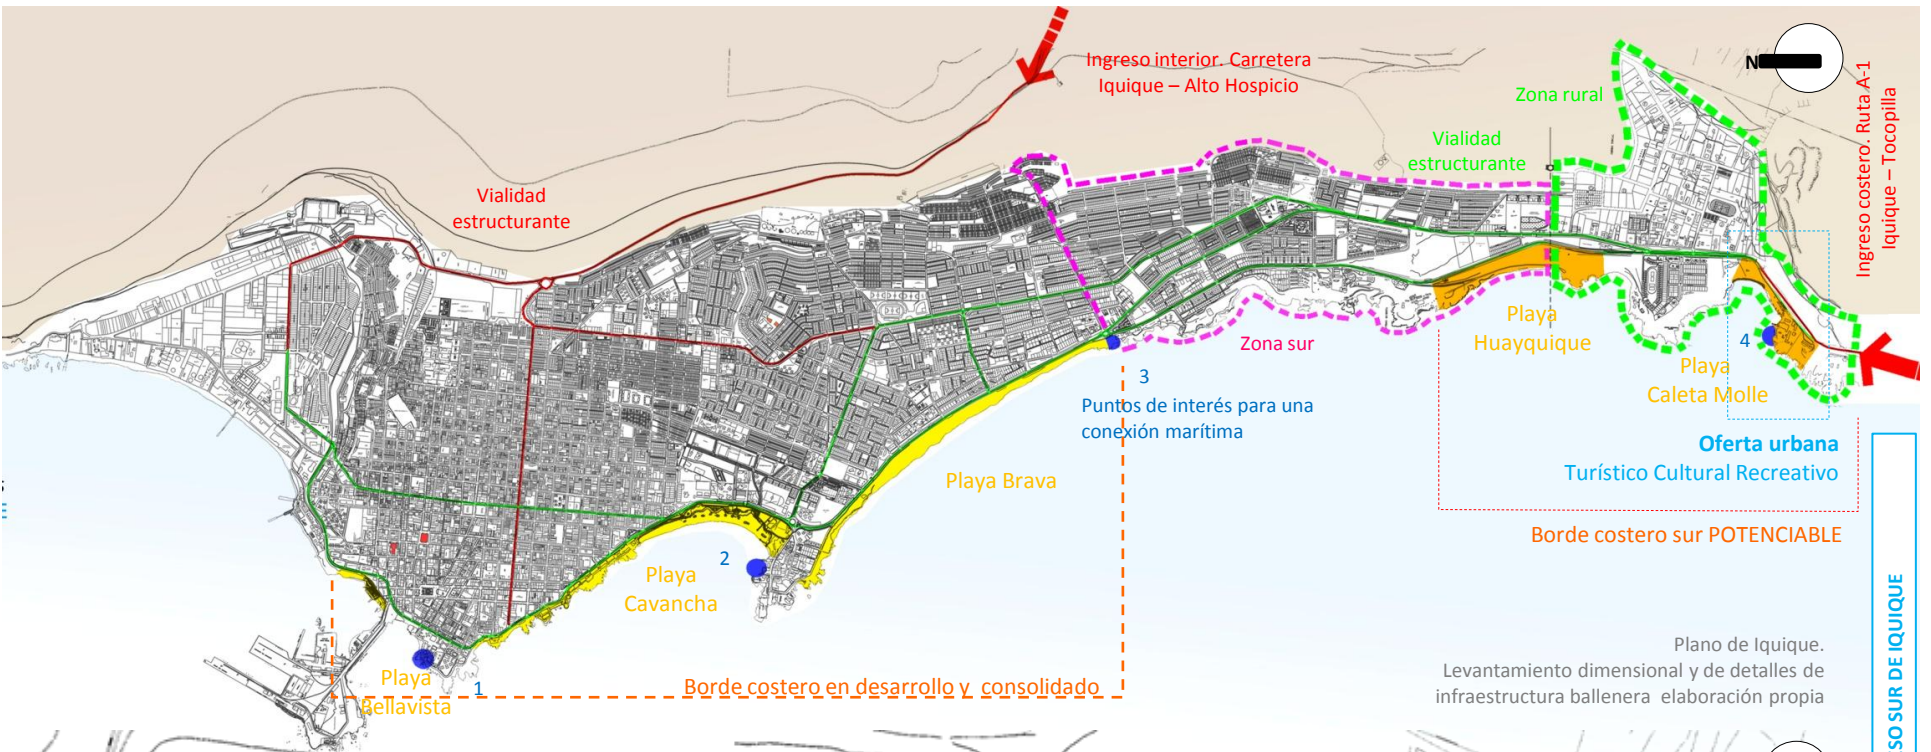 Ingreso interior. Carretera
Iquique – Alto Hospicio
N
Ingreso costero. Ruta A-1
Iquique – Tocopilla
Zona rural
Vialidad
estructurante
Vialidad
estructurante
Zona sur
Playa
Huayquique
4
Playa
Caleta Molle
3
Puntos de interés para una
conexión marítima
Oferta urbana
Turístico Cultural Recreativo
Playa Brava
Borde costero sur POTENCIABLE
2
Playa
Cavancha
Playa
Bellavista
1
Borde costero en desarrollo y consolidado
Plano de Iquique.
Levantamiento dimensional y de detalles de
infraestructura ballenera elaboración propia
SO SUR DE IQUIQUE